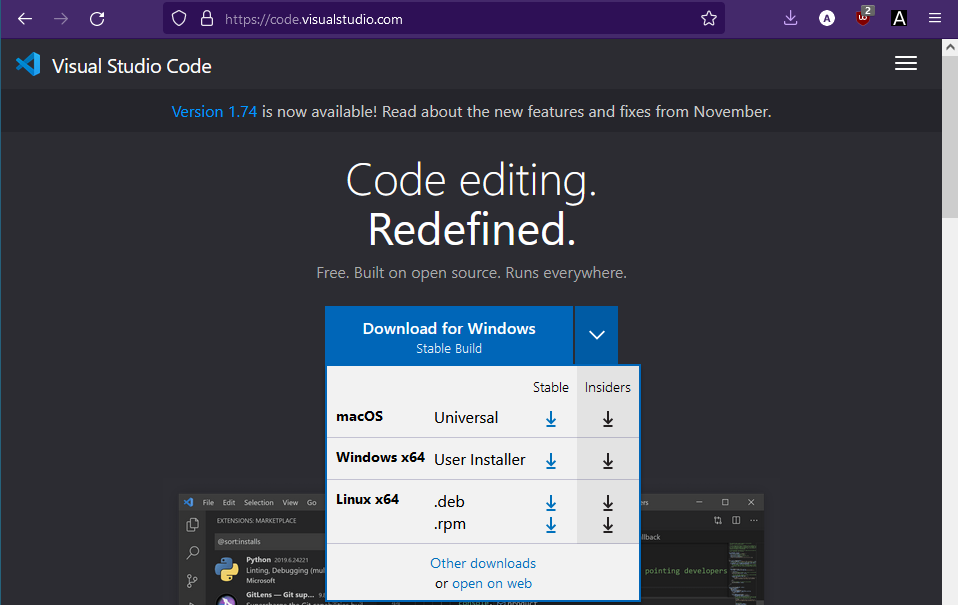 https://code.visualstudio.com
2
A
A
Visual Studio Code
Version 1.74 is now available! Read about the new features and fixes from November.
Code editing.
Redefined.
Free. Built on open source. Runs everywhere.
Download for Windows
Stable Build
Stable Insiders
macOS Universal
Windows x64 User Installer
Linux x64 .deb
.rpm
Other downloads
or open on web
File Edit Selection View Go
EXTENSIONS: MARKETPLACE
@sort:installs
Python 2019.6.24221
Linting, Debugging (mul
Microsoft
GitLens — Git sup...
pointing developers